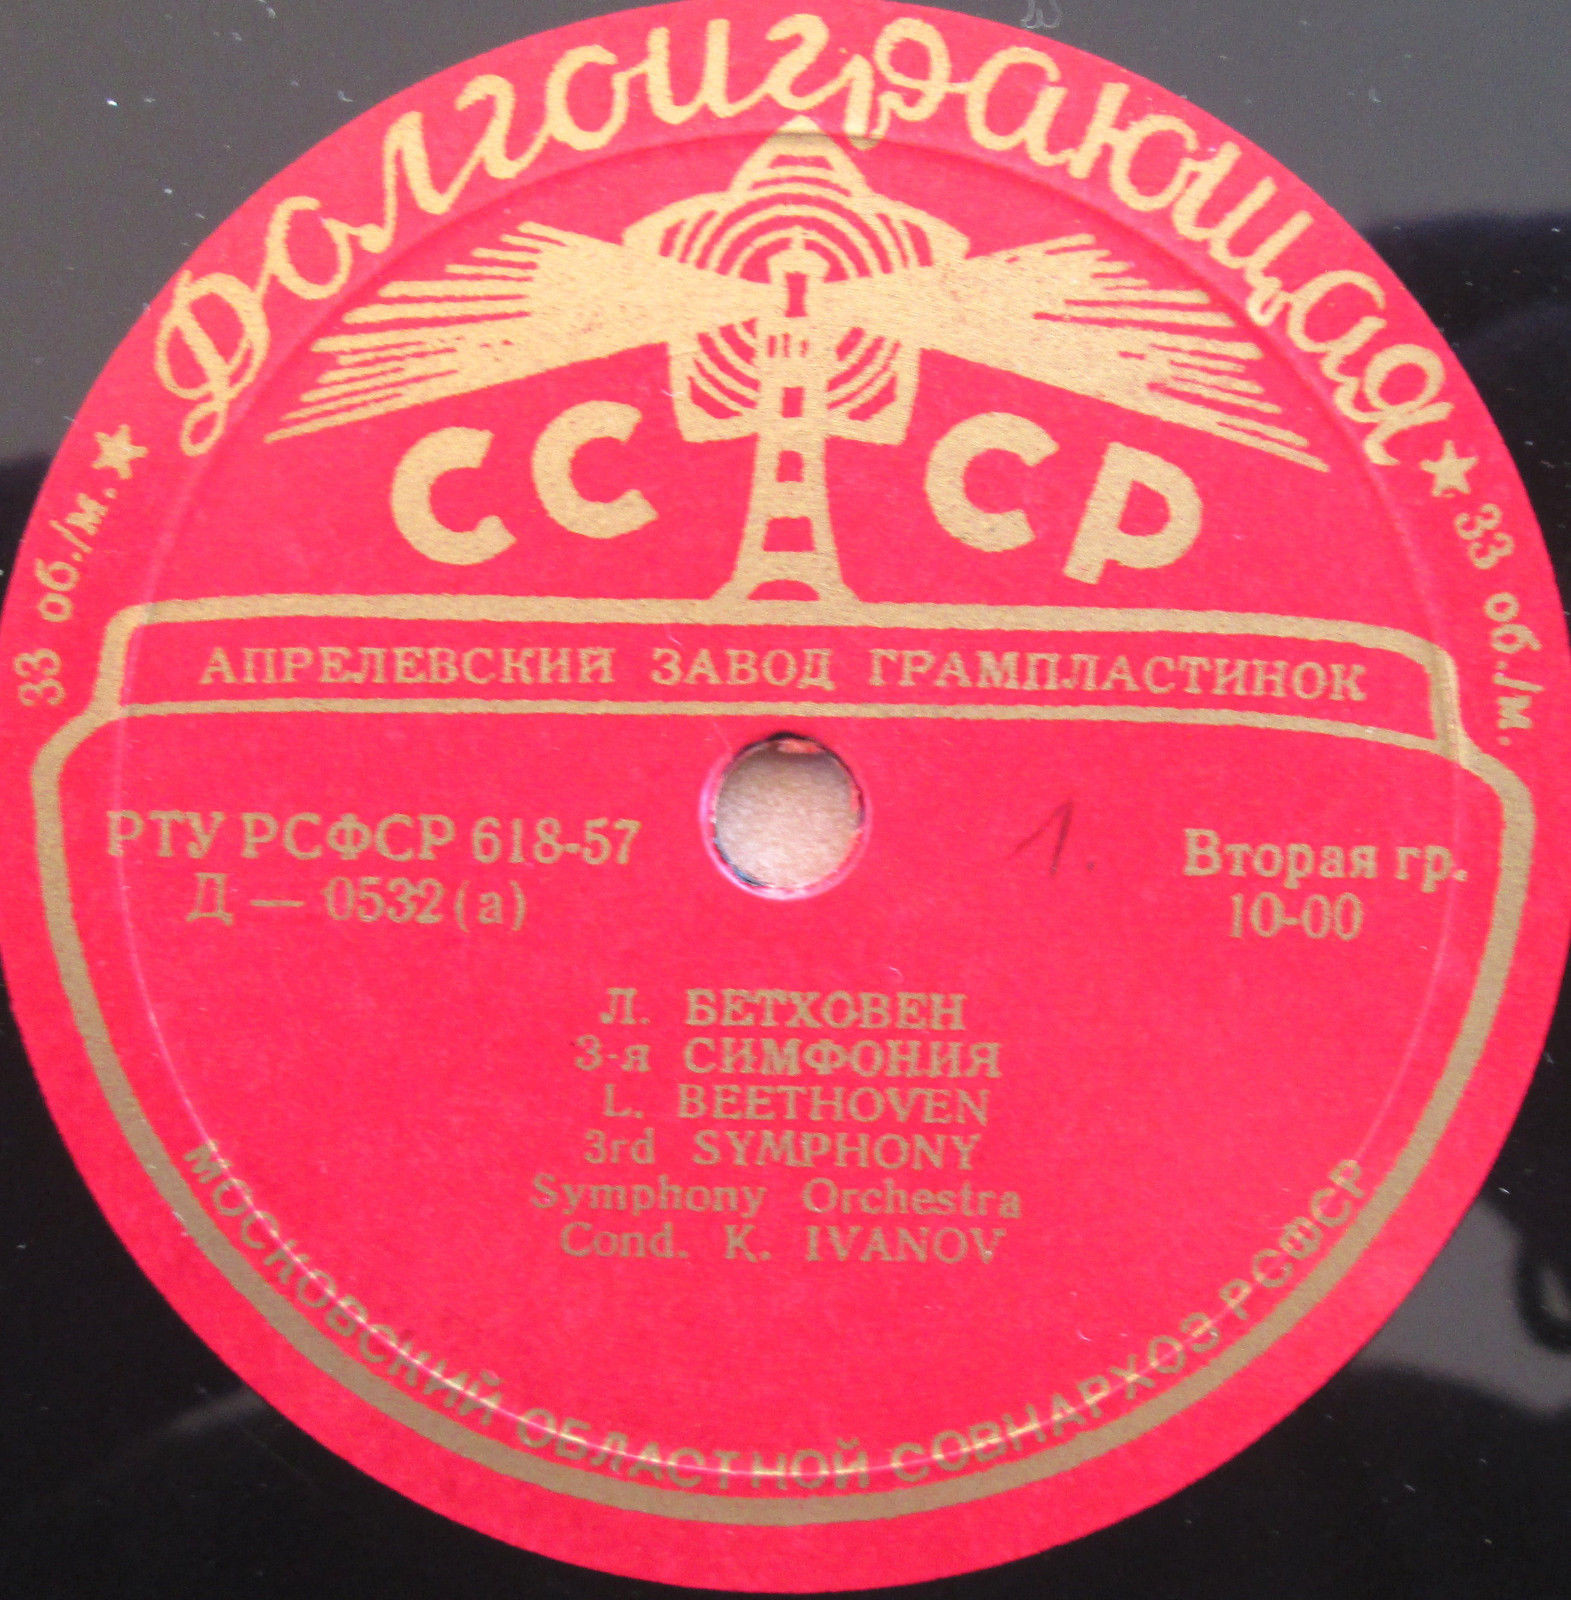 Долгоиграющая
33 об./м. ★
★ 33 об./м.
СССР
АПРЕЛЕВСКИЙ ЗАВОД ГРАМПЛАСТИНОК
РТУ РСФСР 618-57
Д — 0532 (а)
1.
Вторая гр.
10-00
Л. БЕТХОВЕН
3-я СИМФОНИЯ
L. BEETHOVEN
3rd SYMPHONY
Symphony Orchestra
Cond. K. IVANOV
МОСКОВСКИЙ ОБЛАСТНОЙ СОВНАРХОЗ РСФСР